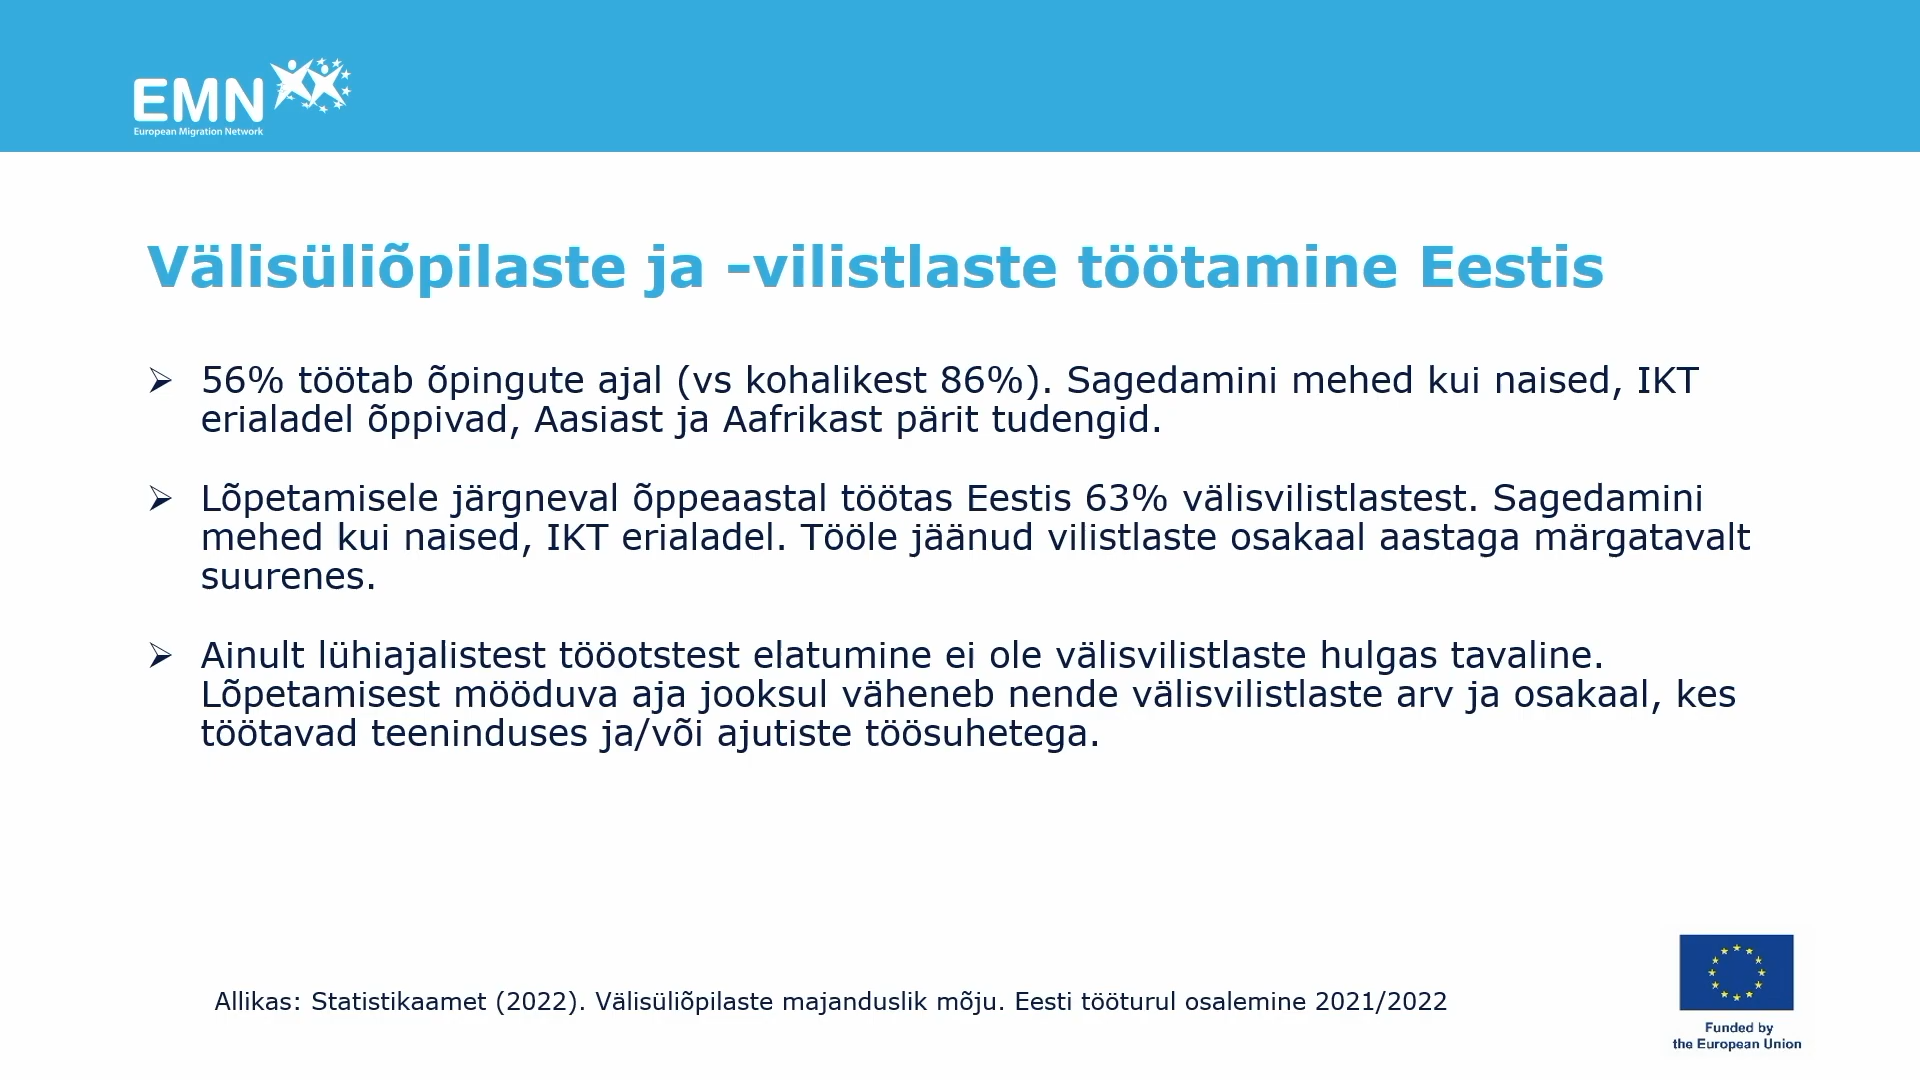 EMN
European Migration Network
Välisüliõpilaste ja –vilistlaste töötamine Eestis
➢ 56% töötab õpingute ajal (vs kohalikest 86%). Sagedamini mehed kui naised, IKT
erialadel õppivad, Aasiast ja Aafrikast pärit tudengid.
➢ Lõpetamisele järgneval õppeaastal töötas Eestis 63% välisvilistlastest. Sagedamini
mehed kui naised, IKT erialadel. Tööle jäänud vilistlaste osakaal aastaga märgatavalt
suurenes.
➢ Ainult lühiajalistest tööotstest elatumine ei ole välisvilistlaste hulgas tavaline.
Lõpetamisest mööduva aja jooksul väheneb nende välisvilistlaste arv ja osakaal, kes
töötavad teeninduses ja/või ajutiste töösuhetega.
Allikas: Statistikaamet (2022). Välisüliõpilaste majanduslik mõju. Eesti tööturul osalemine 2021/2022
Funded by
the European Union